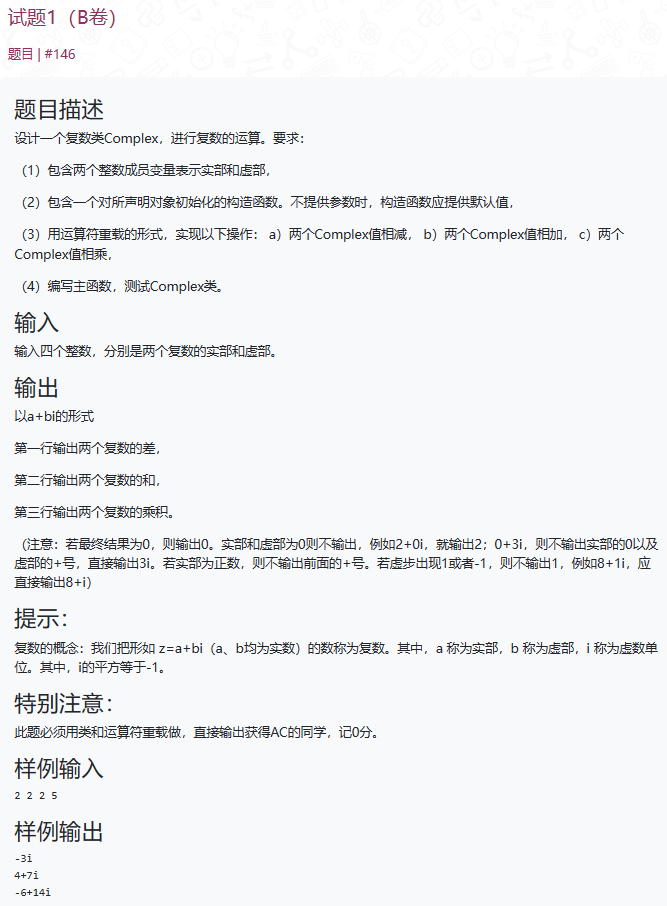 试题1（B卷）
题目 | #146
题目描述
设计一个复数类Complex，进行复数的运算。要求：
（1）包含两个整数成员变量表示实部和虚部，
（2）包含一个对所声明对象初始化的构造函数。不提供参数时，构造函数应提供默认值，
（3）用运算符重载的形式，实现以下操作： a）两个Complex值相减， b）两个Complex值相加， c）两个
Complex值相乘，
（4）编写主函数，测试Complex类。
输入
输入四个整数，分别是两个复数的实部和虚部。
输出
以a+bi的形式
第一行输出两个复数的差，
第二行输出两个复数的和，
第三行输出两个复数的乘积。
（注意：若最终结果为0，则输出0。实部和虚部为0则不输出，例如2+0i，就输出2；0+3i，则不输出实部的0以及
虚部的+号，直接输出3i。若实部为正数，则不输出前面的+号。若虚步出现1或者-1，则不输出1，例如8+1i，应
直接输出8+i）
提示：
复数的概念：我们把形如 z=a+bi（a、b均为实数）的数称为复数。其中，a 称为实部，b 称为虚部，i 称为虚数单
位。其中，i的平方等于-1。
特别注意：
此题必须用类和运算符重载做，直接输出获得AC的同学，记0分。
样例输入
2 2 2 5
样例输出
-3i
4+7i
-6+14i